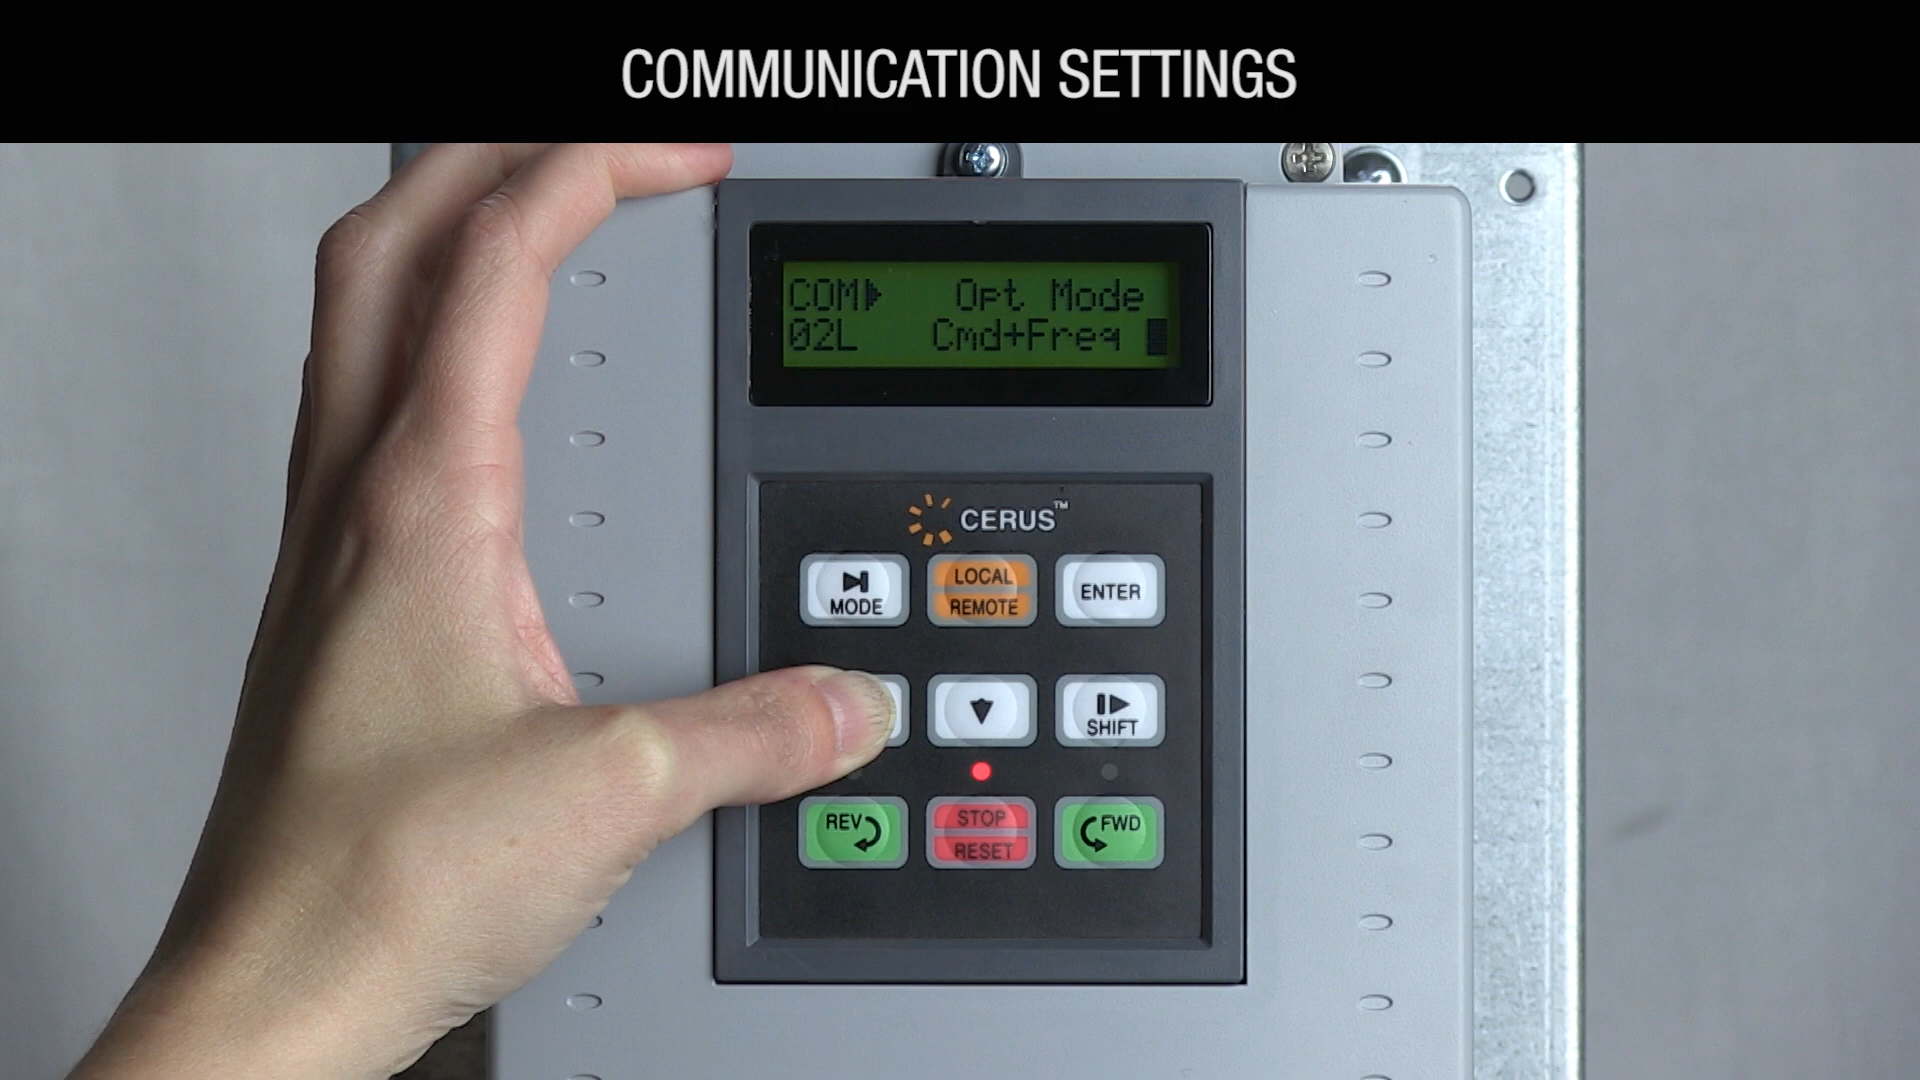 COMMUNICATION SETTINGS
COM▶ Opt. Mode
02L Cmd+Freq
CERUS™
MODE
LOCAL
REMOTE
ENTER
SHIFT
REV
STOP
RESET
FWD